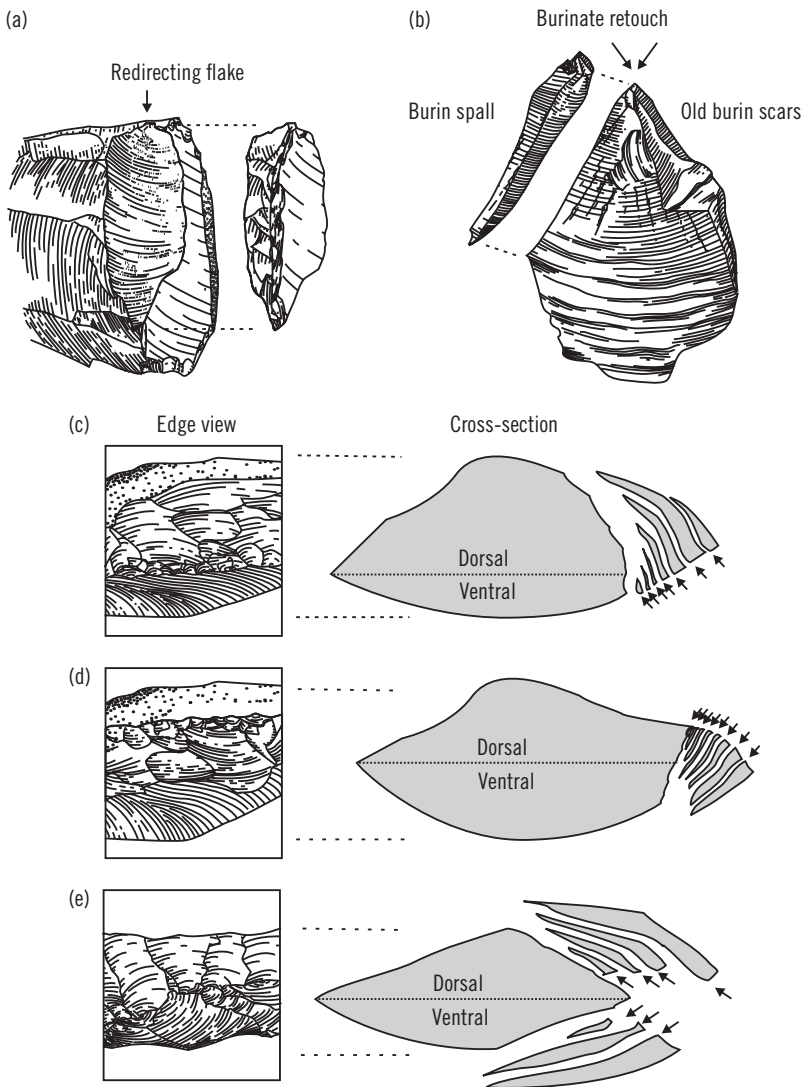 (a)
Redirecting flake
(b)
Burinate retouch
Burin spall
Old burin scars
(c)
Edge view
Cross-section
Dorsal
Ventral
(d)
Dorsal
Ventral
(e)
Dorsal
Ventral